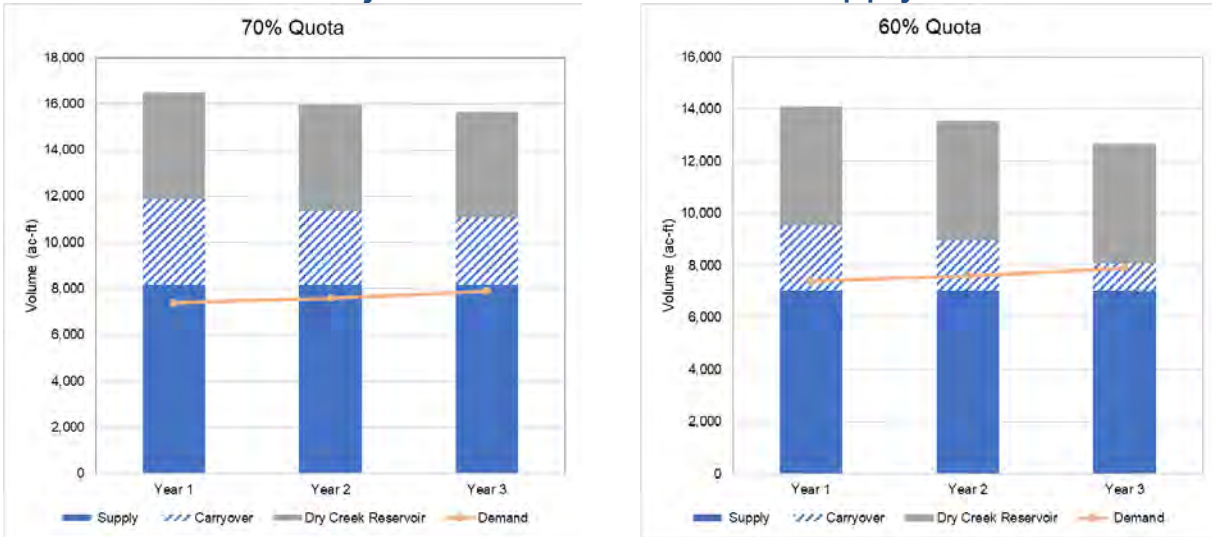 70% Quota
18,000
16,000
14,000
12,000
10,000
8,000
6,000
4,000
2,000
0
Volume (ac-ft)
Year 1 Year 2 Year 3
Supply Carryover Dry Creek Reservoir Demand
60% Quota
16,000
14,000
12,000
10,000
8,000
6,000
4,000
2,000
0
Volume (ac-ft)
Year 1 Year 2 Year 3
Supply Carryover Dry Creek Reservoir Demand